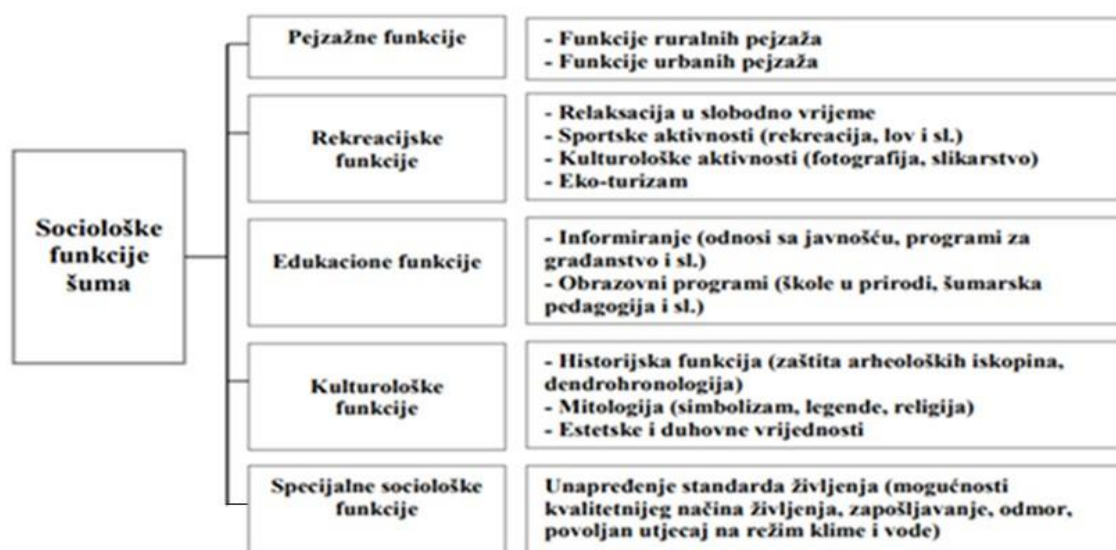 Sociološke
funkcije
šuma
Pejzažne funkcije
- Funkcije ruralnih pejzaža
- Funkcije urbanih pejzaža
Rekreacijske
funkcije
- Relaksacija u slobodno vrijeme
- Sportske aktivnosti (rekreacija, lov i sl.)
- Kulturološke aktivnosti (fotografija, slikarstvo)
- Eko-turizam
Edukacione funkcije
- Informiranje (odnosi sa javnošću, programi za
građanstvo i sl.)
- Obrazovni programi (škole u prirodi, šumarska
pedagogija i sl.)
Kulturološke
funkcije
- Historijska funkcija (zaštita arheoloških iskopina,
dendrohronologija)
- Mitologija (simbolizam, legende, religija)
- Estetske i duhovne vrijednosti
Specijalne sociološke
funkcije
Unapređenje standarda življenja (mogućnosti
kvalitetnijeg načina življenja, zapošljavanje, odmor,
povoljan utjecaj na režim klime i vode)